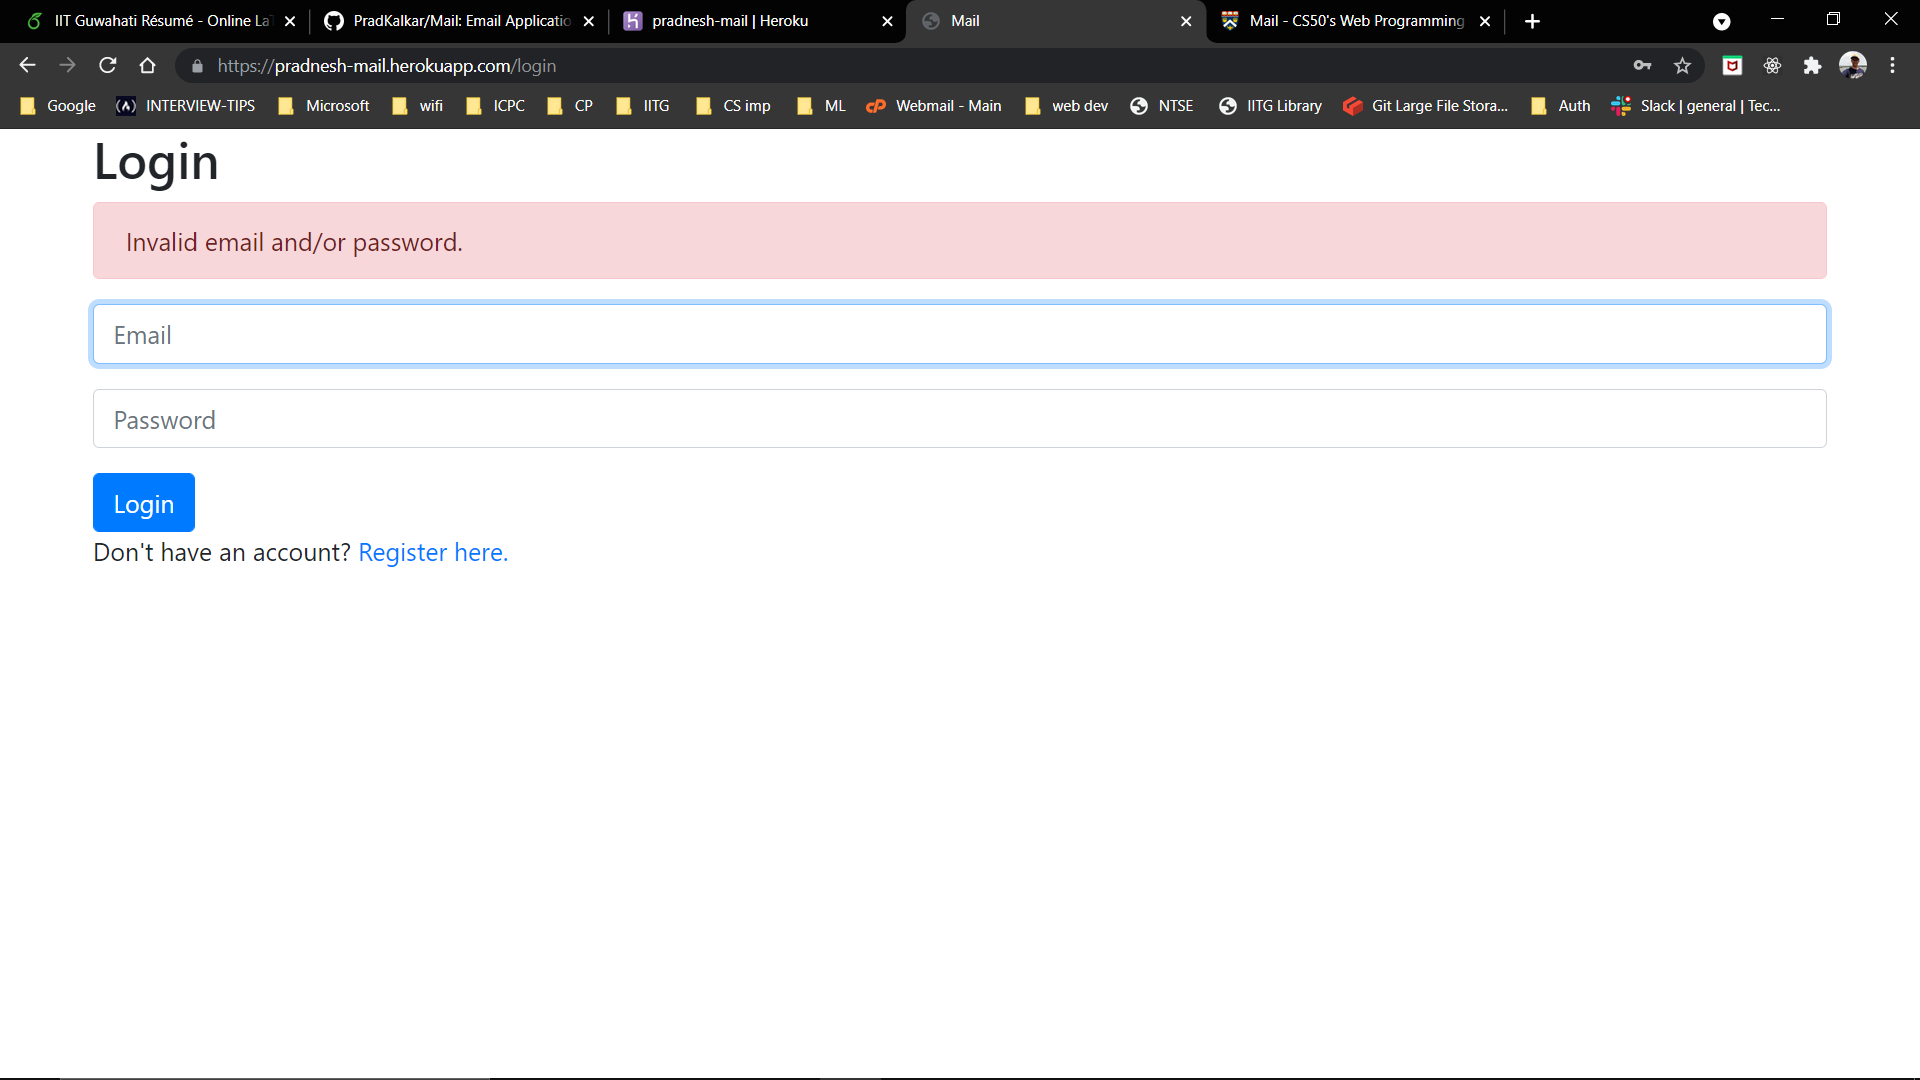 IIT Guwahati Résumé - Online LaT
PradKalkar/Mail: Email Applicatio
pradnesh-mail | Heroku
Mail
Mail - CS50's Web Programming
https://pradnesh-mail.herokuapp.com/login
Google INTERVIEW-TIPS Microsoft wifi ICPC CP IITG CS imp ML Webmail - Main web dev NTSE IITG Library Git Large File Stora... Auth Slack | general | Tec...
Login
Invalid email and/or password.
Email
Password
Login
Don't have an account? Register here.